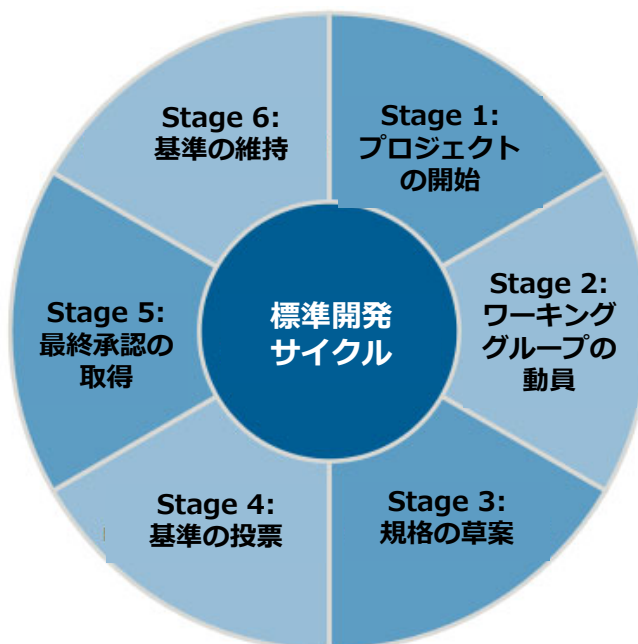 Stage 1:
プロジェクト
の開始
Stage 2:
ワーキング
グループの
動員
Stage 3:
規格の草案
Stage 4:
基準の投票
Stage 5:
最終承認の
取得
Stage 6:
基準の維持
標準開発
サイクル